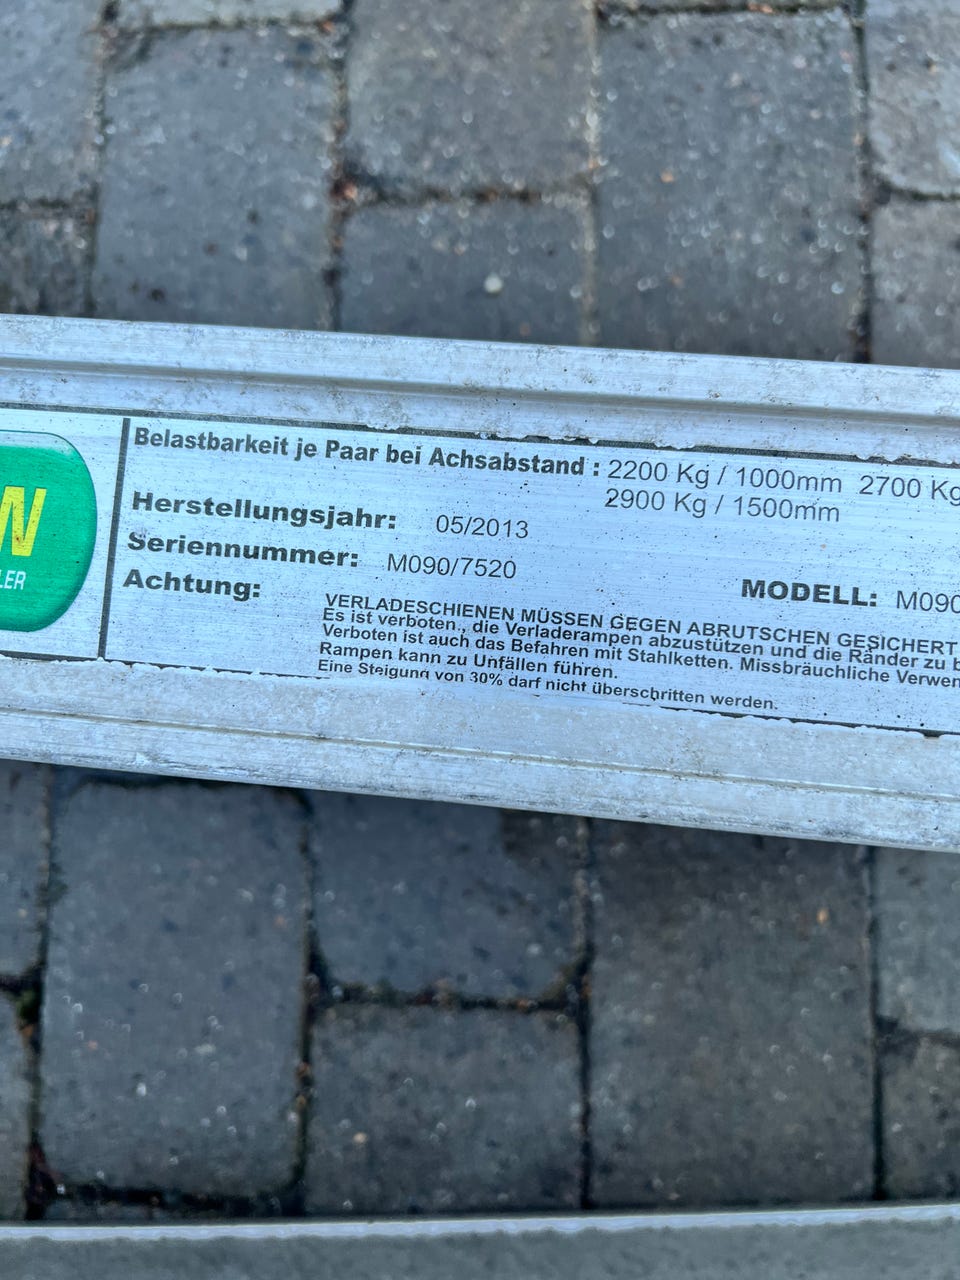 N
LER
Belastbarkeit je Paar bei Achsabstand : 2200 Kg / 1000mm 2700 Kg
2900 Kg / 1500mm
Herstellungsjahr: 05/2013
Seriennummer: M090/7520
MODELL: M090
Achtung:
VERLADESCHIENEN MÜSSEN GEGEN ABRUTSCHEN GESICHERT
Es ist verboten , die Verladerampen abzustützen und die Ränder zu b
Verboten ist auch das Befahren mit Stahlketten. Missbräuchliche Verwen
Rampen kann zu Unfällen führen.
Eine Steigung von 30% darf nicht überschritten werden.